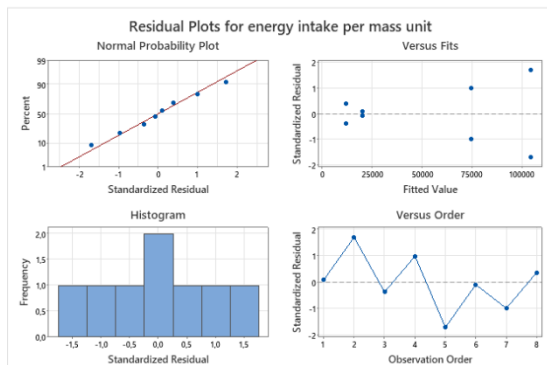 Residual Plots for energy intake per mass unit
Normal Probability Plot
Percent
99
90
50
10
1
-2 -1 0 1 2
Standardized Residual
Versus Fits
Standardized Residual
2
1
0
-1
-2
0 25000 50000 75000 100000
Fitted Value
Histogram
Frequency
2,0
1,5
1,0
0,5
0,0
-1,5 -1,0 -0,5 0,0 0,5 1,0 1,5
Standardized Residual
Versus Order
Standardized Residual
2
1
0
-1
-2
1 2 3 4 5 6 7 8
Observation Order